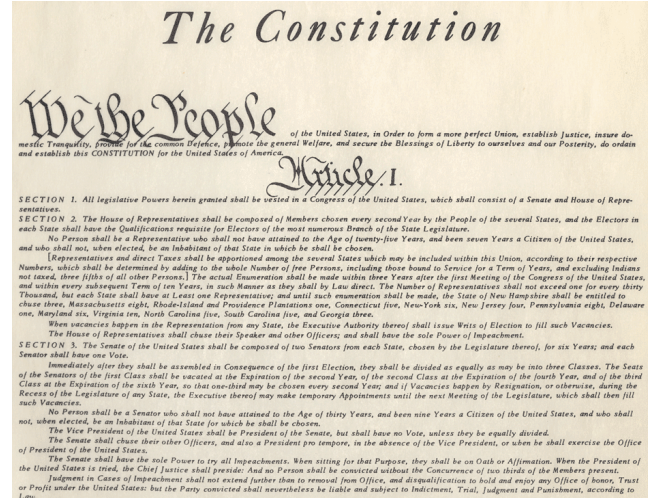 The Constitution
We the People
of the United States, in Order to form a more perfect Union, establish Justice, insure do-
mestic Tranquility, provide for the common Defence, promote the general Welfare, and secure the Blessings of Liberty to ourselves and our Posterity, do ordain
and establish this CONSTITUTION for the United States of America.
Article. I.
SECTION 1. All legislative Powers herein granted shall be vested in a Congress of the United States, which shall consist of a Senate and House of Repre-
sentatives.
SECTION 2. The House of Representatives shall be composed of Members chosen every second Year by the People of the several States, and the Electors in
each State shall have the Qualifications requisite for Electors of the most numerous Branch of the State Legislature.
No Person shall be a Representative who shall not have attained to the Age of twenty-five Years, and been seven Years a Citizen of the United States,
and who shall not, when elected, be an Inhabitant of that State in which he shall be chosen.
[Representatives and direct Taxes shall be apportioned among the several States which may be included within this Union, according to their respective
Numbers, which shall be determined by adding to the whole Number of free Persons, including those bound to Service for a Term of Years, and excluding Indians
not taxed, three fifths of all other Persons.] The actual Enumeration shall be made within three Years after the first Meeting of the Congress of the United States,
and within every subsequent Term of ten Years, in such Manner as they shall by Law direct. The Number of Representatives shall not exceed one for every thirty
Thousand, but each State shall have at Least one Representative; and until such enumeration shall be made, the State of New Hampshire shall be entitled to
chuse three, Massachusetts eight, Rhode-Island and Providence Plantations one, Connecticut five, New-York six, New Jersey four, Pennsylvania eight, Delaware
one, Maryland six, Virginia ten, North Carolina five, South Carolina five, and Georgia three.
When vacancies happen in the Representation from any State, the Executive Authority thereof shall issue Writs of Election to fill such Vacancies.
The House of Representatives shall chuse their Speaker and other Officers; and shall have the sole Power of Impeachment.
SECTION 3. The Senate of the United States shall be composed of two Senators from each State, chosen by the Legislature thereof, for six Years; and each
Senator shall have one Vote.
Immediately after they shall be assembled in Consequence of the first Election, they shall be divided as equally as may be into three Classes. The Seats
of the Senators of the first Class shall be vacated at the Expiration of the second Year, of the second Class at the Expiration of the fourth Year, and of the third
Class at the Expiration of the sixth Year, so that one-third may be chosen every second Year; and if Vacancies happen by Resignation, or otherwise, during the
Recess of the Legislature of any State, the Executive thereof may make temporary Appointments until the next Meeting of the Legislature, which shall then fill
such Vacancies.
No Person shall be a Senator who shall not have attained to the Age of thirty Years, and been nine Years a Citizen of the United States, and who shall
not, when elected, be an Inhabitant of that State for which he shall be chosen.
The Vice President of the United States shall be President of the Senate, but shall have no Vote, unless they be equally divided.
The Senate shall chuse their other Officers, and also a President pro tempore, in the absence of the Vice President, or when he shall exercise the Office
of President of the United States.
The Senate shall have the sole Power to try all Impeachments. When sitting for that Purpose, they shall be on Oath or Affirmation. When the President of
the United States is tried, the Chief Justice shall preside: And no Person shall be convicted without the Concurrence of two thirds of the Members present.
Judgment in Cases of Impeachment shall not extend further than to removal from Office, and disqualification to hold and enjoy any Office of honor, Trust
or Profit under the United States: but the Party convicted shall nevertheless be liable and subject to Indictment, Trial, Judgment and Punishment, according to
Law.